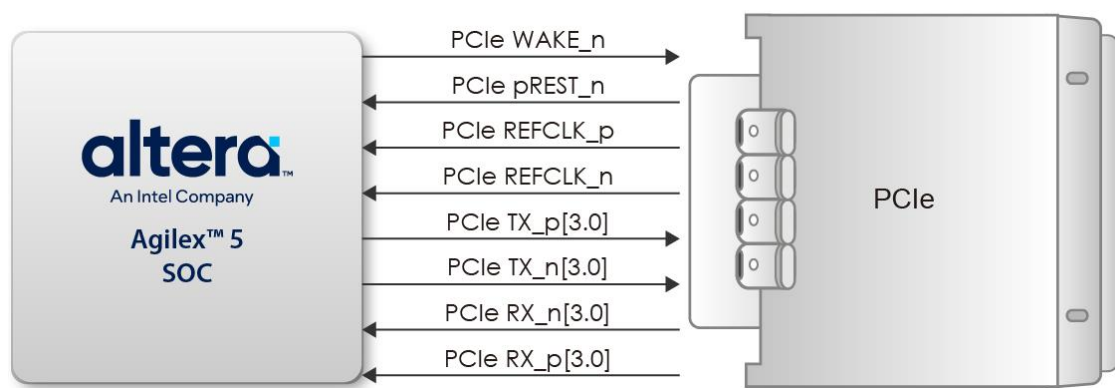 altera™
An Intel Company
Agilex™ 5
SOC
PCIe WAKE_n
PCIe pREST_n
PCIe REFCLK_p
PCIe REFCLK_n
PCIe TX_p[3.0]
PCIe TX_n[3.0]
PCIe RX_n[3.0]
PCIe RX_p[3.0]
PCIe